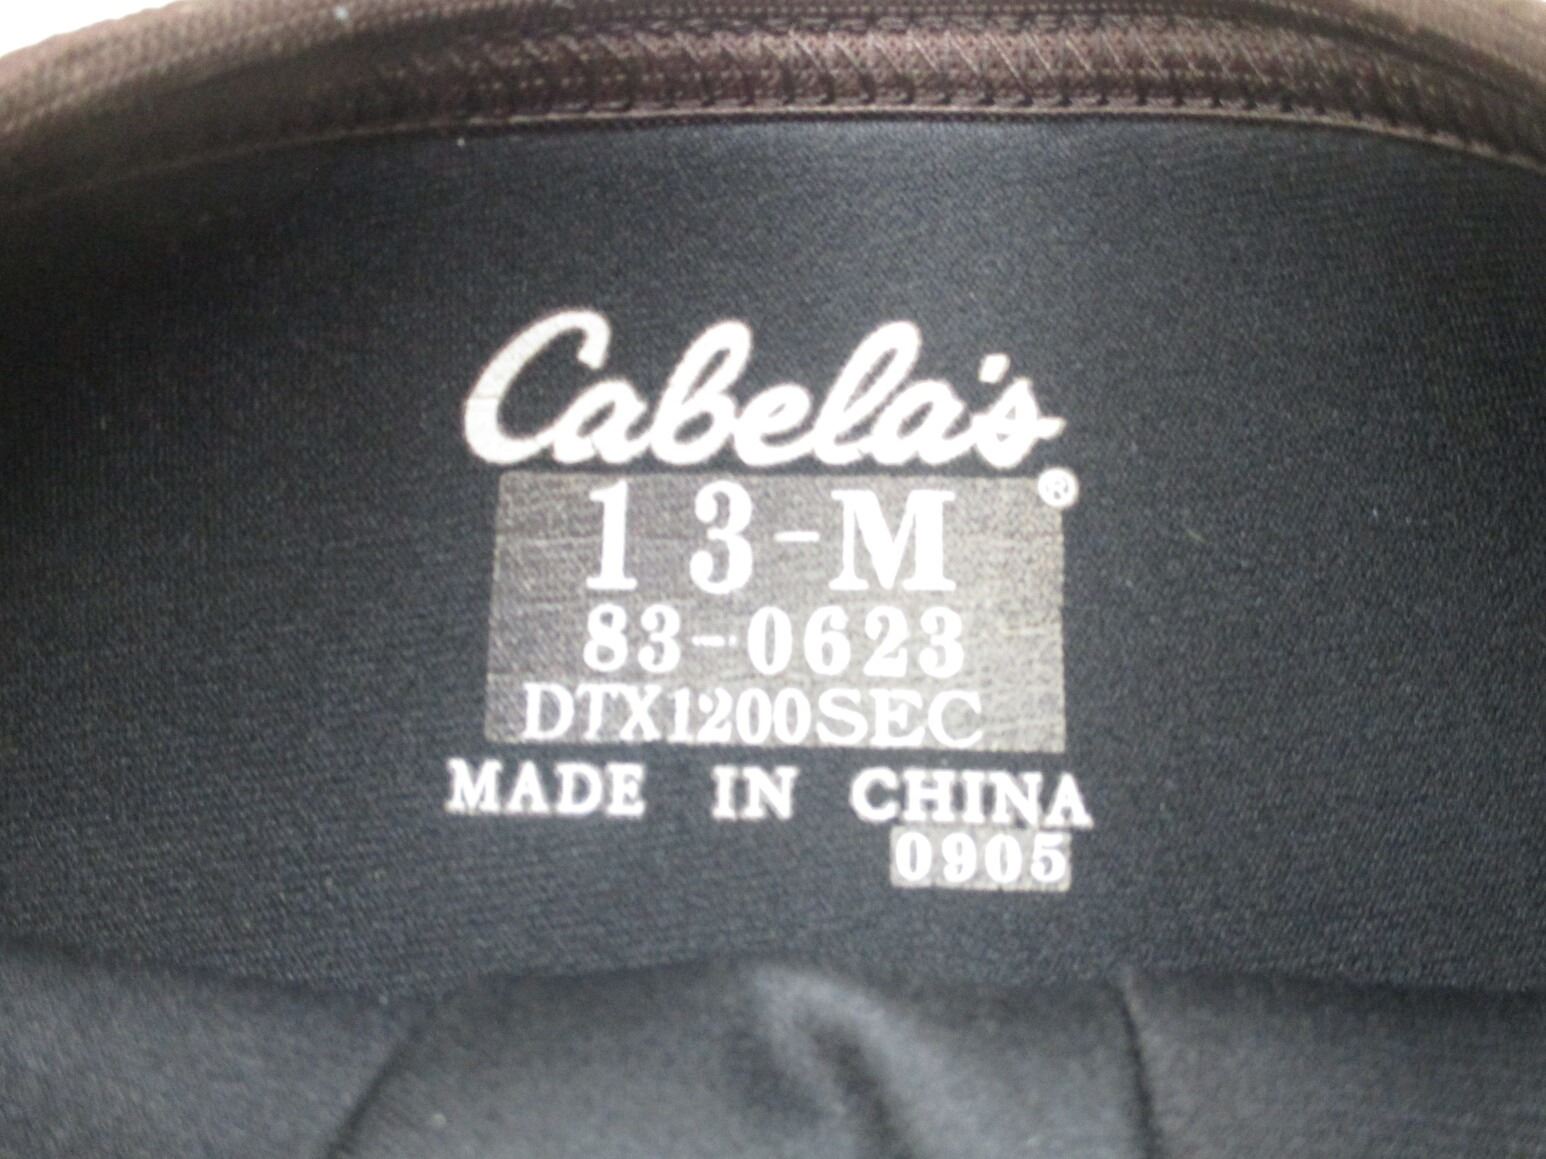 Cabela's®
13-M
83-0623
DTX1200SEC
MADE IN CHINA
0905